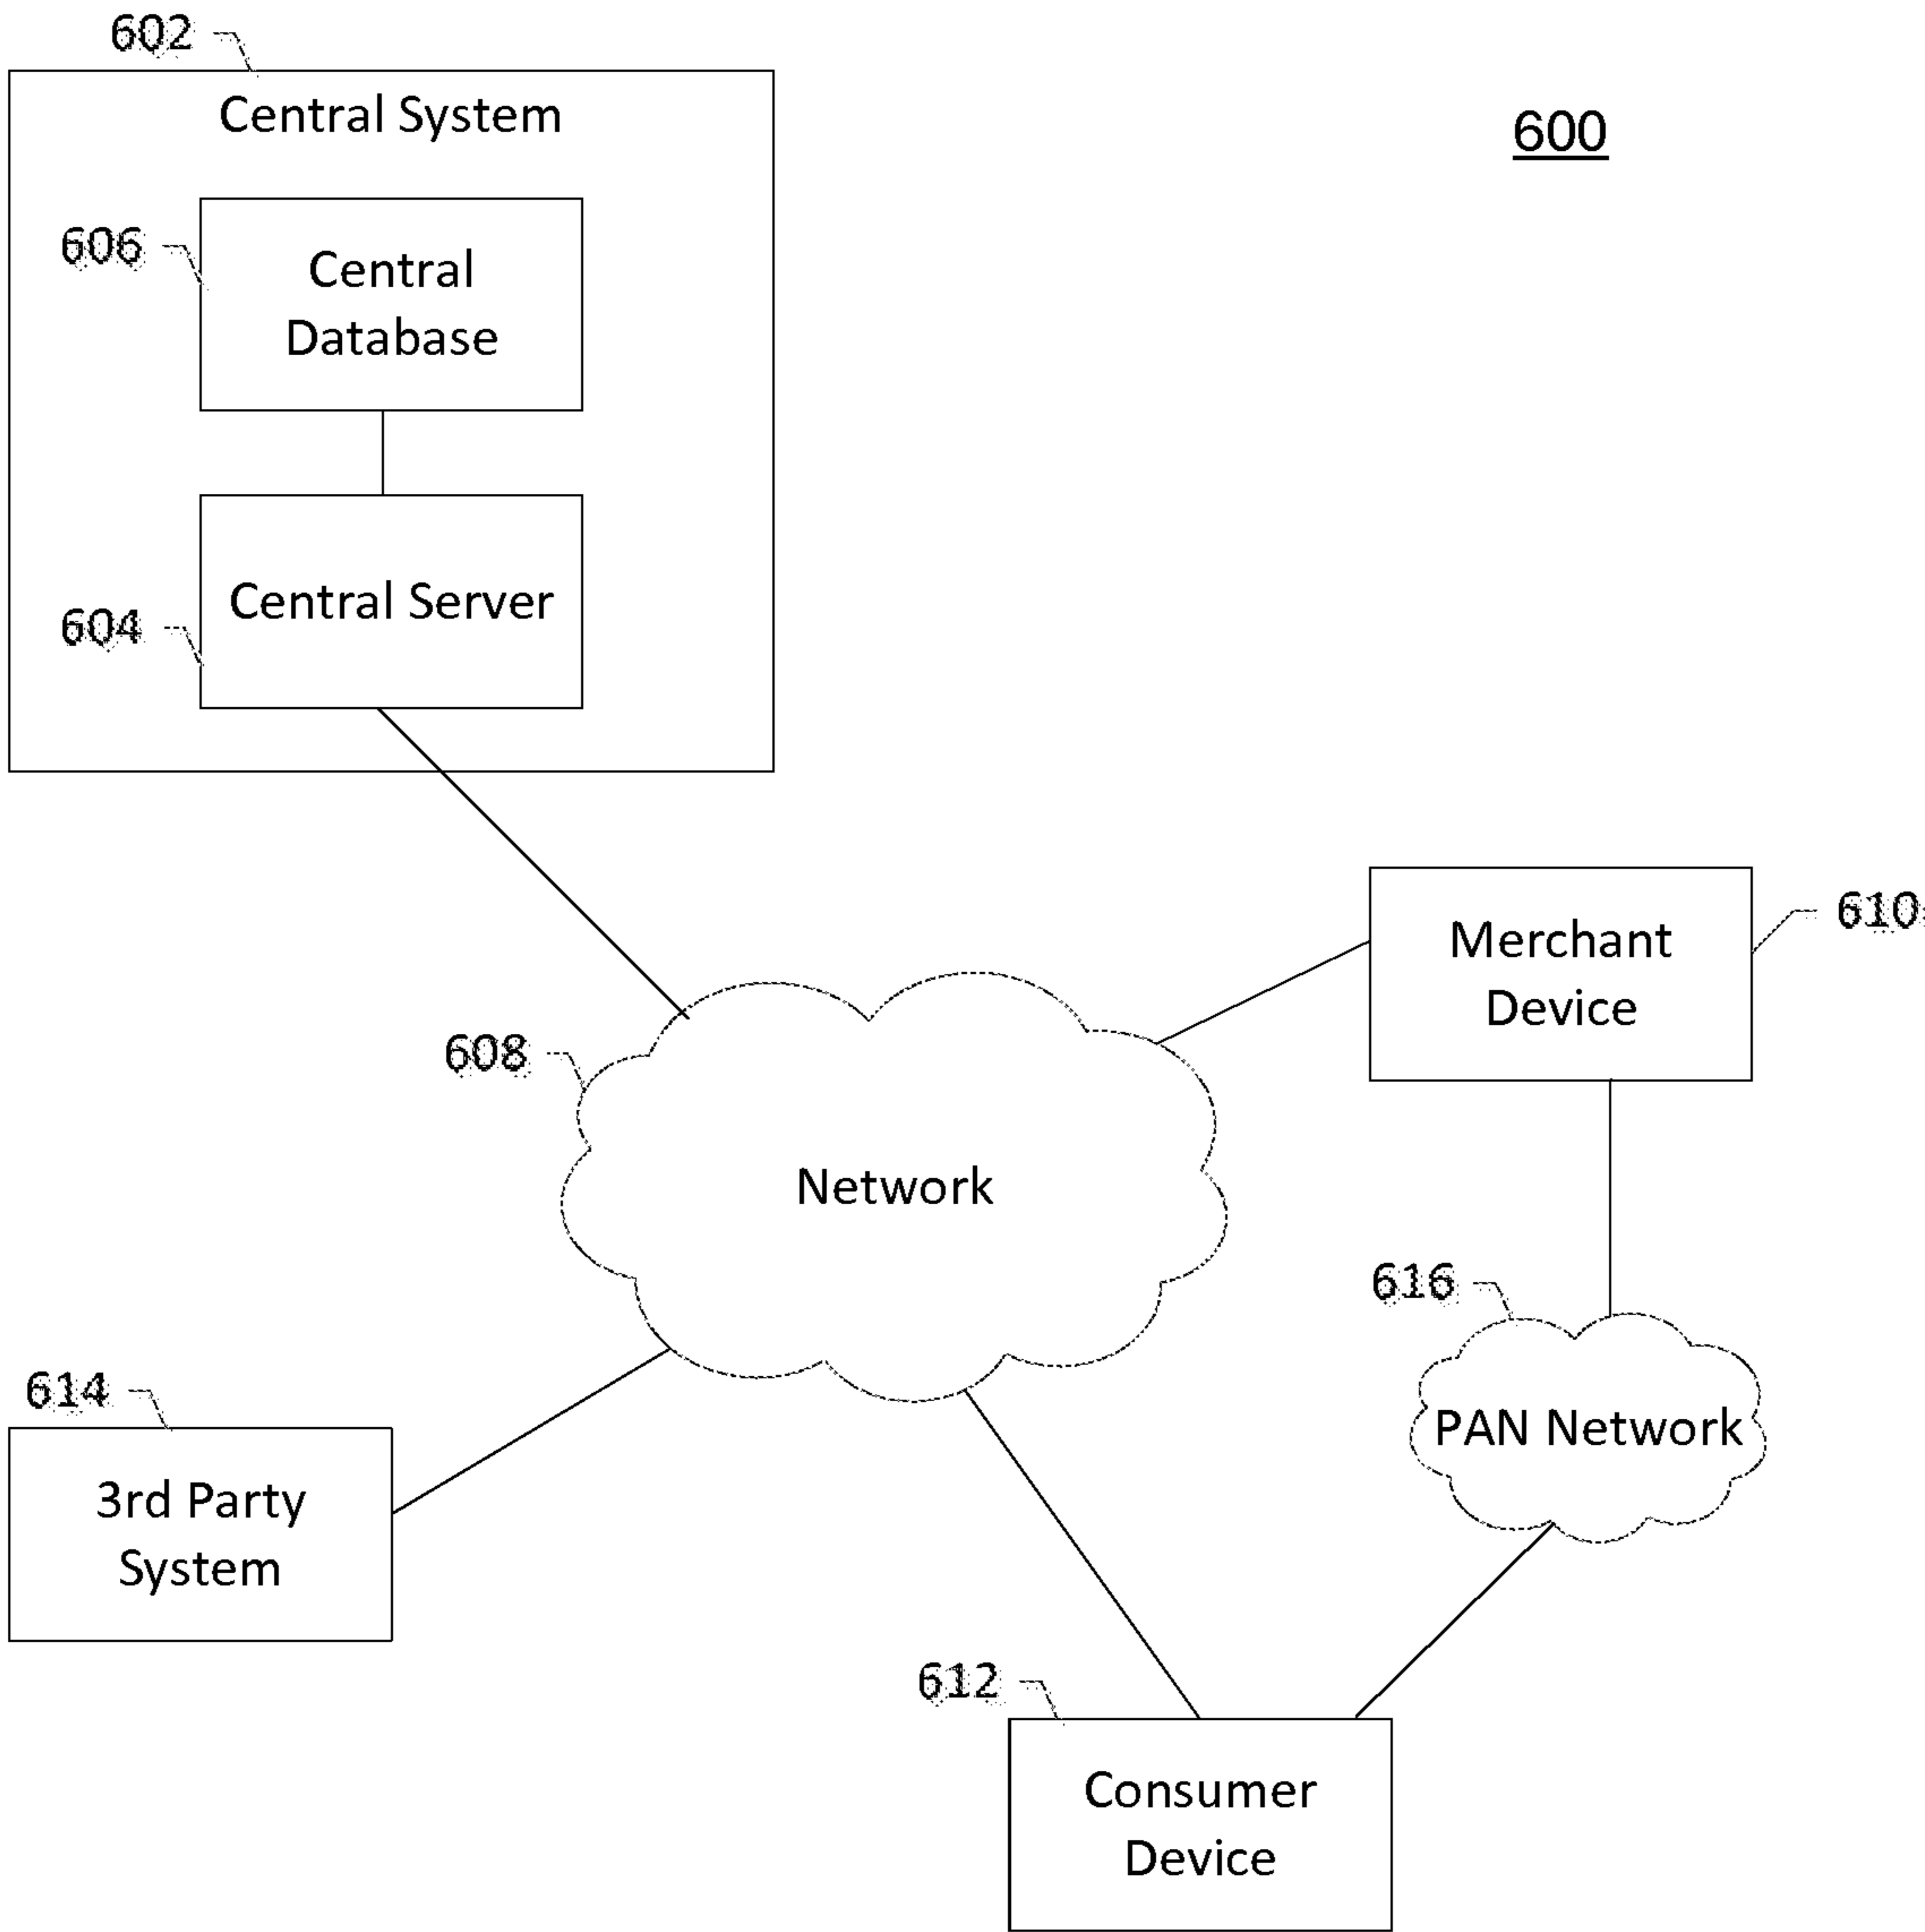 602
Central System
600
606
Central
Database
604
Central Server
610
Merchant
Device
608
Network
616
PAN Network
614
3rd Party
System
612
Consumer
Device